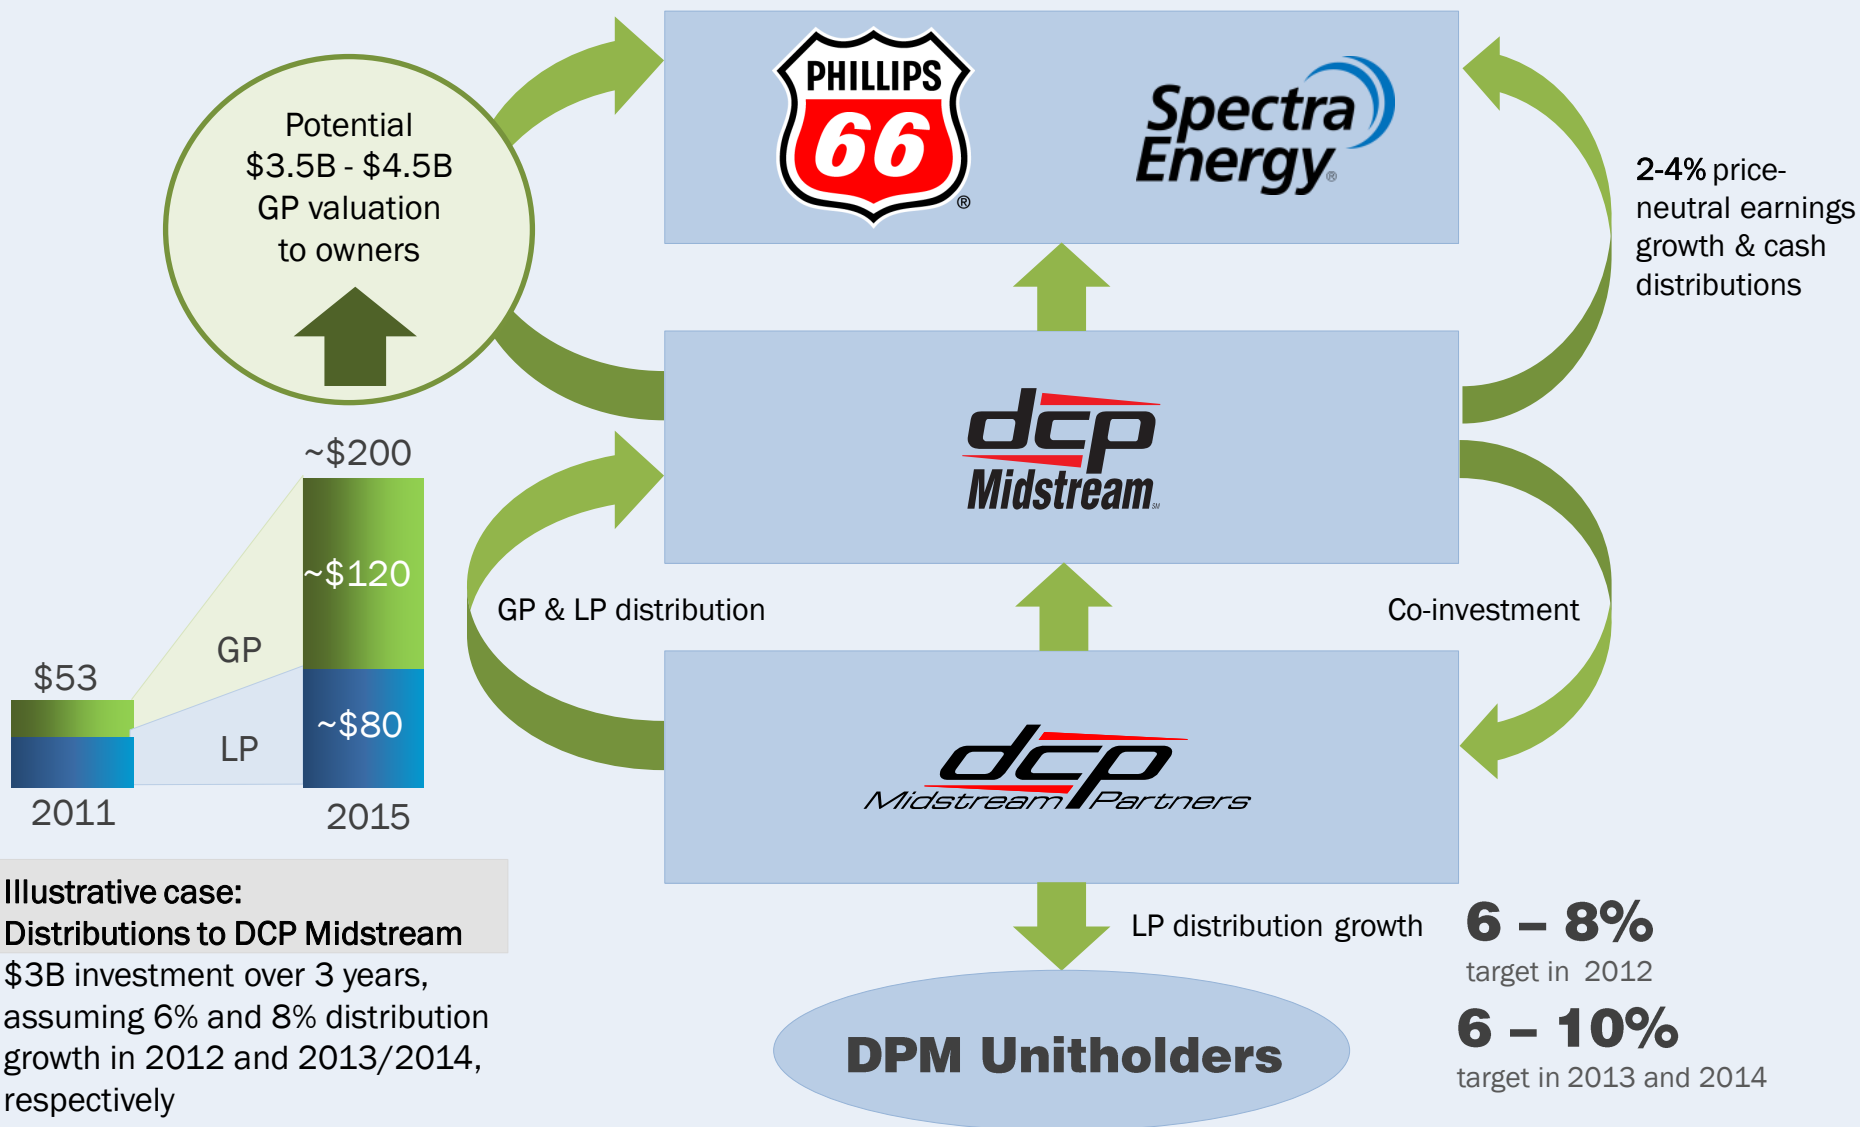 Potential
$3.5B - $4.5B
GP valuation
to owners
PHILLIPS
66
®
Spectra
Energy®
2-4% price-
neutral earnings
growth & cash
distributions
dcp
Midstream SM
~$200
~$120
~$80
$53
GP
LP
2011
2015
GP & LP distribution
Co-investment
dcp
Midstream Partners
Illustrative case:
Distributions to DCP Midstream
$3B investment over 3 years,
assuming 6% and 8% distribution
growth in 2012 and 2013/2014,
respectively
LP distribution growth
6 – 8%
target in 2012
6 – 10%
target in 2013 and 2014
DPM Unitholders